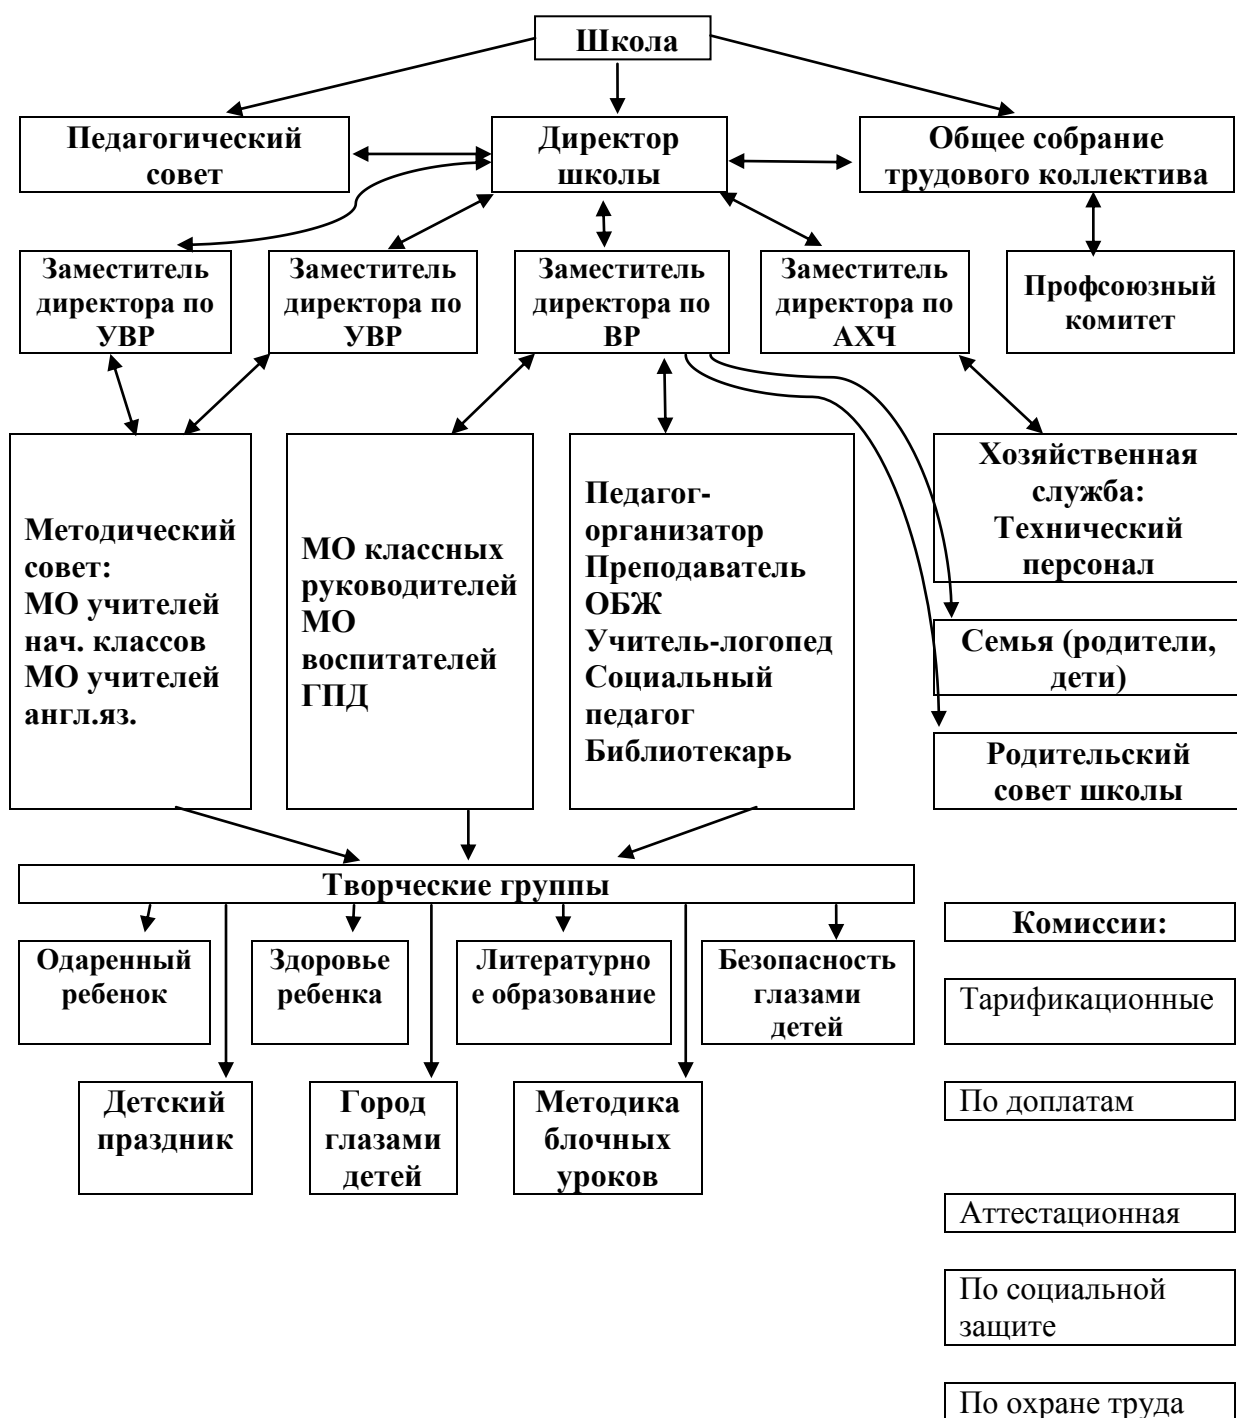 Школа
Педагогический
совет
Директор
школы
Общее собрание
трудового коллектива
Заместитель
директора по
УВР
Заместитель
директора по
УВР
Заместитель
директора по
ВР
Заместитель
директора по
АХЧ
Профсоюзный
комитет
Методический
совет:
МО учителей
нач. классов
МО учителей
англ.яз.
МО классных
руководителей
МО
воспитателей
ГПД
Педагог-
организатор
Преподаватель
ОБЖ
Учитель-логопед
Социальный
педагог
Библиотекарь
Хозяйственная
служба:
Технический
персонал
Семья (родители,
дети)
Родительский
совет школы
Творческие группы
Одаренный
ребенок
Здоровье
ребенка
Литературно
е образование
Безопасность
глазами
детей
Детский
праздник
Город
глазами
детей
Методика
блочных
уроков
Комиссии:
Тарификационные
По доплатам
Аттестационная
По социальной
защите
По охране труда